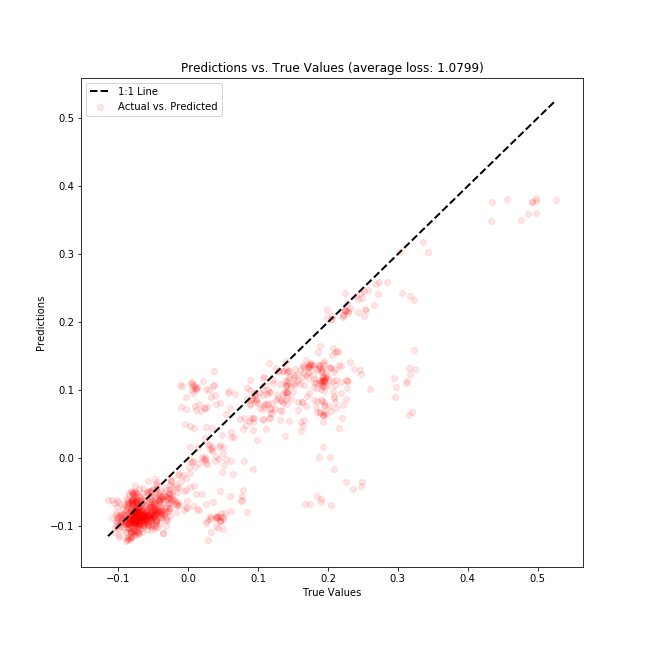 Predictions vs. True Values (average loss: 1.0799)
1:1 Line
Actual vs. Predicted
0.5
0.4
0.3
0.2
0.1
0.0
−0.1
Predictions
−0.1 0.0 0.1 0.2 0.3 0.4 0.5
True Values